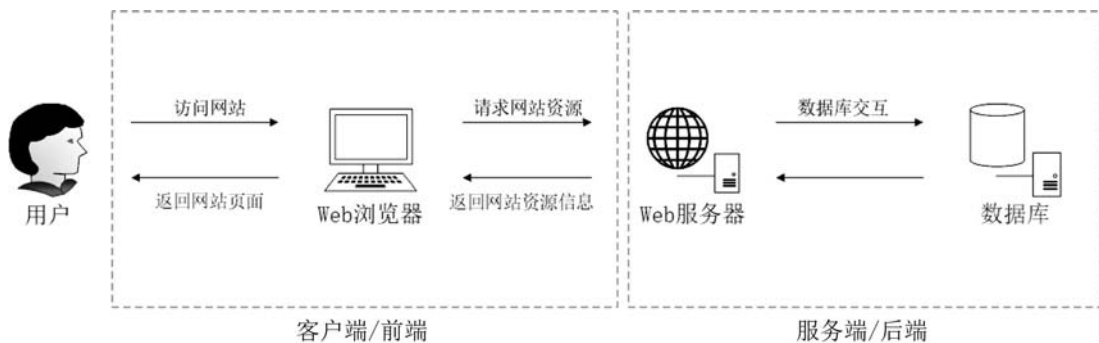 访问网站
请求网站资源
数据库交互
返回网站页面
返回网站资源信息
用户
Web浏览器
Web服务器
数据库
客户端/前端
服务端/后端